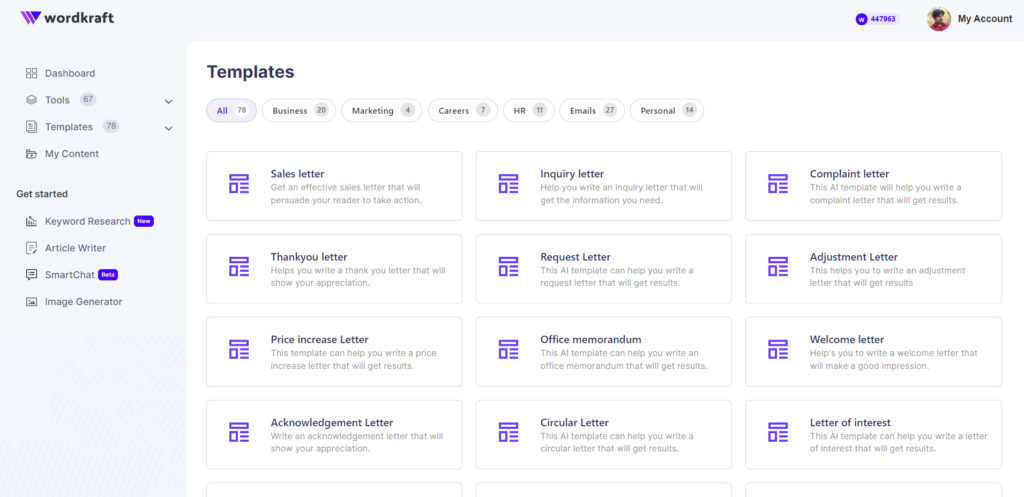 wordkraft
w 447963
My Account
Dashboard
Tools 67
Templates 78
My Content
Get started
Keyword Research New
Article Writer
SmartChat Beta
Image Generator
Templates
All 78
Business 20
Marketing 4
Careers 7
HR 11
Emails 27
Personal 14
Sales letter
Get an effective sales letter that will
persuade your reader to take action.
Inquiry letter
Help you write an inquiry letter that will
get the information you need.
Complaint letter
This AI template will help you write a
complaint letter that will get results.
Thankyou letter
Helps you write a thank you letter that will
show your appreciation.
Request Letter
This AI template can help you write a
request letter that will get results.
Adjustment Letter
This helps you to write an adjustment
letter that will get results
Price increase Letter
This template can help you write a price
increase letter that will get results.
Office memorandum
This AI template can help you write an
office memorandum that will get results.
Welcome letter
Help's you to write a welcome letter that
will make a good impression.
Acknowledgement Letter
Write an acknowledgement letter that will
show your appreciation.
Circular Letter
This AI template can help you write a
circular letter that will get results.
Letter of interest
This AI template can help you write a letter
of interest that will get results.